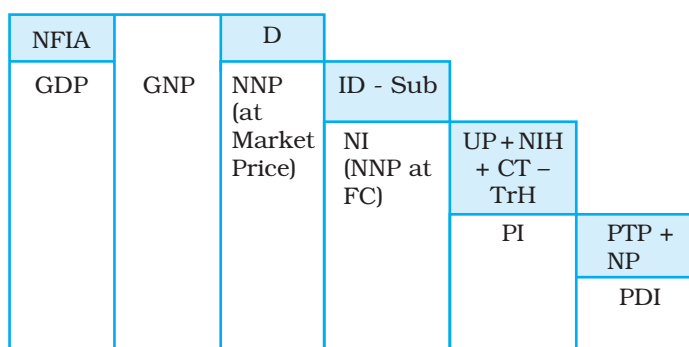 NFIA
D
GDP
GNP
NNP
(at
Market
Price)
ID - Sub
NI
(NNP at
FC)
UP + NIH
+ CT –
TrH
PI
PTP +
NP
PDI